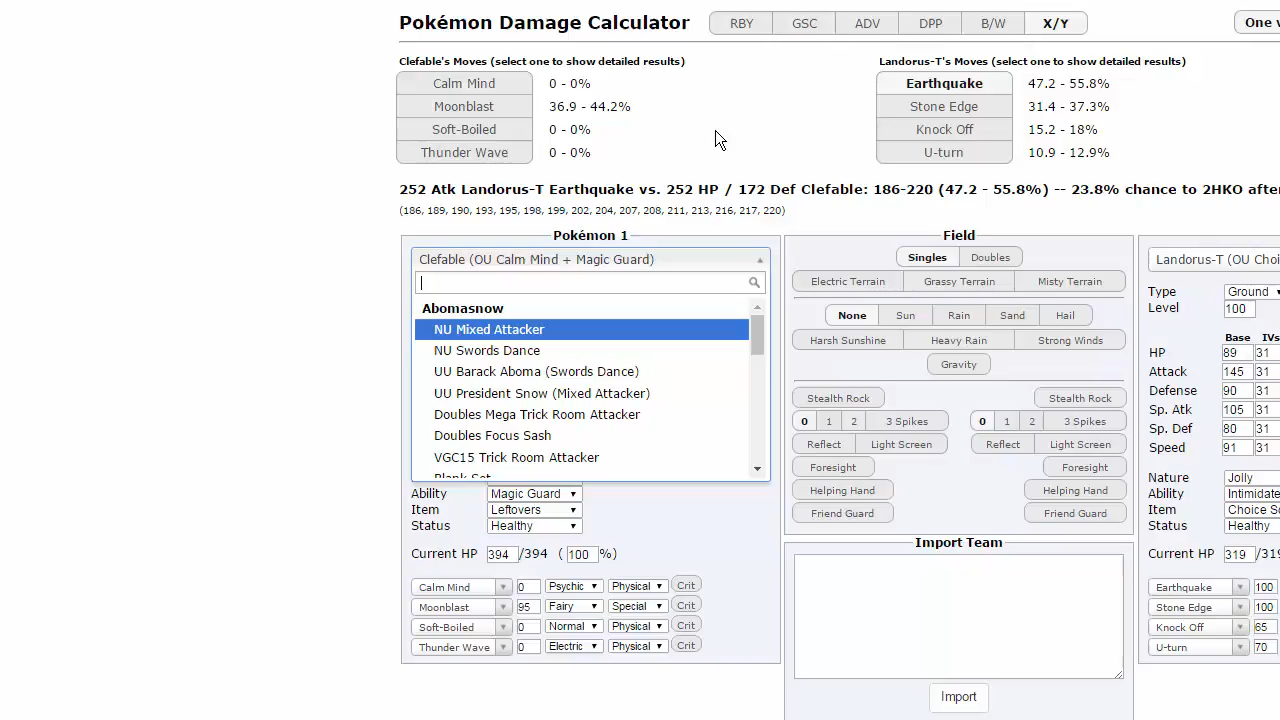 Pokémon Damage Calculator
RBY GSC ADV DPP B/W X/Y
One v
Clefable's Moves (select one to show detailed results)
Calm Mind 0 - 0%
Moonblast 36.9 - 44.2%
Soft-Boiled 0 - 0%
Thunder Wave 0 - 0%
Landorus-T's Moves (select one to show detailed results)
Earthquake 47.2 - 55.8%
Stone Edge 31.4 - 37.3%
Knock Off 15.2 - 18%
U-turn 10.9 - 12.9%
252 Atk Landorus-T Earthquake vs. 252 HP / 172 Def Clefable: 186-220 (47.2 - 55.8%) -- 23.8% chance to 2HKO afte
(186, 189, 190, 193, 195, 198, 199, 202, 204, 207, 208, 211, 213, 216, 217, 220)
Pokémon 1
Clefable (OU Calm Mind + Magic Guard)
Abomasnow
NU Mixed Attacker
NU Swords Dance
UU Barack Aboma (Swords Dance)
UU President Snow (Mixed Attacker)
Doubles Mega Trick Room Attacker
Doubles Focus Sash
VGC15 Trick Room Attacker
Blank Set
Ability Magic Guard
Item Leftovers
Status Healthy
Current HP 394 /394 ( 100 %)
Calm Mind 0 Psychic Physical Crit
Moonblast 95 Fairy Special Crit
Soft-Boiled 0 Normal Physical Crit
Thunder Wave 0 Electric Physical Crit
Field
Singles Doubles
Electric Terrain Grassy Terrain Misty Terrain
None Sun Rain Sand Hail
Harsh Sunshine Heavy Rain Strong Winds
Gravity
Stealth Rock Stealth Rock
0 1 2 3 Spikes 0 1 2 3 Spikes
Reflect Light Screen Reflect Light Screen
Foresight Foresight
Helping Hand Helping Hand
Friend Guard Friend Guard
Import Team
Import
Landorus-T (OU Choi
Type Ground
Level 100
Base IVs
HP 89 31
Attack 145 31
Defense 90 31
Sp. Atk 105 31
Sp. Def 80 31
Speed 91 31
Nature Jolly
Ability Intimidate
Item Choice Sc
Status Healthy
Current HP 319 /319
Earthquake 100
Stone Edge 100
Knock Off 65
U-turn 70